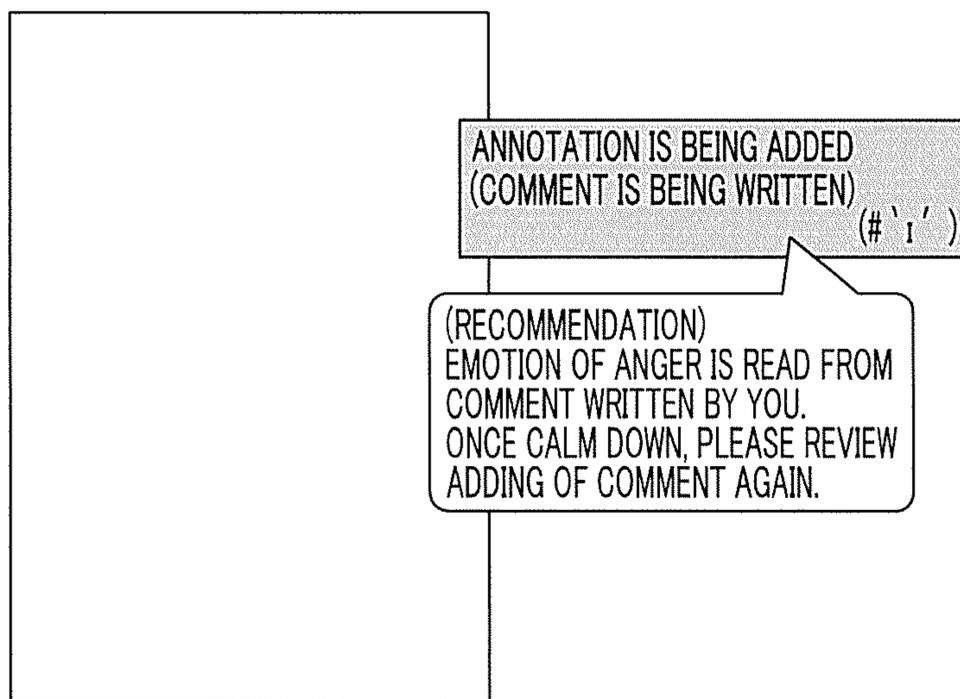 ANNOTATION IS BEING ADDED
(COMMENT IS BEING WRITTEN)
(#`ɪ′ )
(RECOMMENDATION)
EMOTION OF ANGER IS READ FROM
COMMENT WRITTEN BY YOU.
ONCE CALM DOWN, PLEASE REVIEW
ADDING OF COMMENT AGAIN.